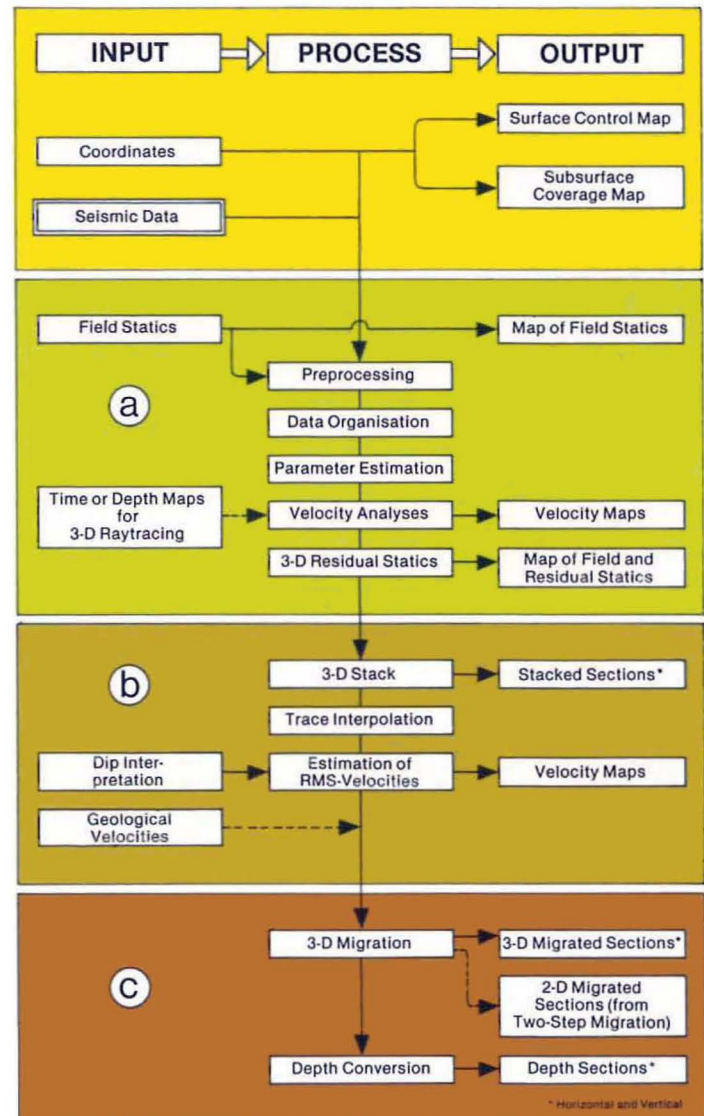 INPUT
PROCESS
OUTPUT
Surface Control Map
Coordinates
Subsurface
Coverage Map
Seismic Data
Field Statics
Map of Field Statics
Preprocessing
a
Data Organisation
Parameter Estimation
Time or Depth Maps
for
3-D Raytracing
Velocity Analyses
Velocity Maps
3-D Residual Statics
Map of Field and
Residual Statics
b
3-D Stack
Stacked Sections*
Trace Interpolation
Dip Inter-
pretation
Estimation of
RMS-Velocities
Velocity Maps
Geological
Velocities
3-D Migration
3-D Migrated Sections*
c
2-D Migrated
Sections (from
Two-Step Migration)
Depth Conversion
Depth Sections*
* Horizontal and Vertical